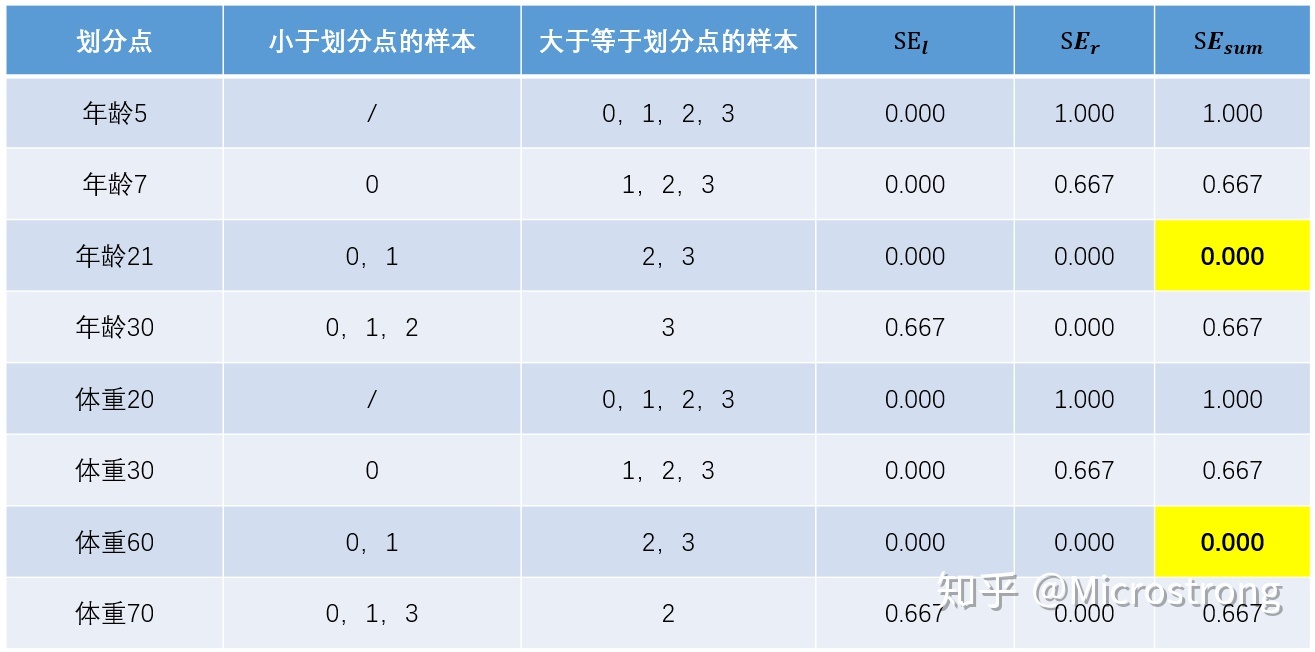 划分点 小于划分点的样本 大于等于划分点的样本 SEl SEr SEsum
年龄5 / 0，1，2，3 0.000 1.000 1.000
年龄7 0 1，2，3 0.000 0.667 0.667
年龄21 0，1 2，3 0.000 0.000 0.000
年龄30 0，1，2 3 0.667 0.000 0.667
体重20 / 0，1，2，3 0.000 1.000 1.000
体重30 0 1，2，3 0.000 0.667 0.667
体重60 0，1 2，3 0.000 0.000 0.000
体重70 0，1，3 2 0.667 0.000 0.667
知乎 @Microstrong